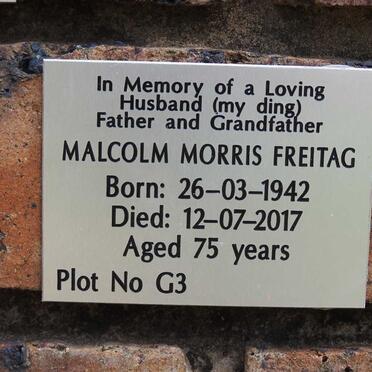 In Memory of a Loving
Husband (my ding)
Father and Grandfather
MALCOLM MORRIS FREITAG
Born: 26-03-1942
Died: 12-07-2017
Aged 75 years
Plot No G3